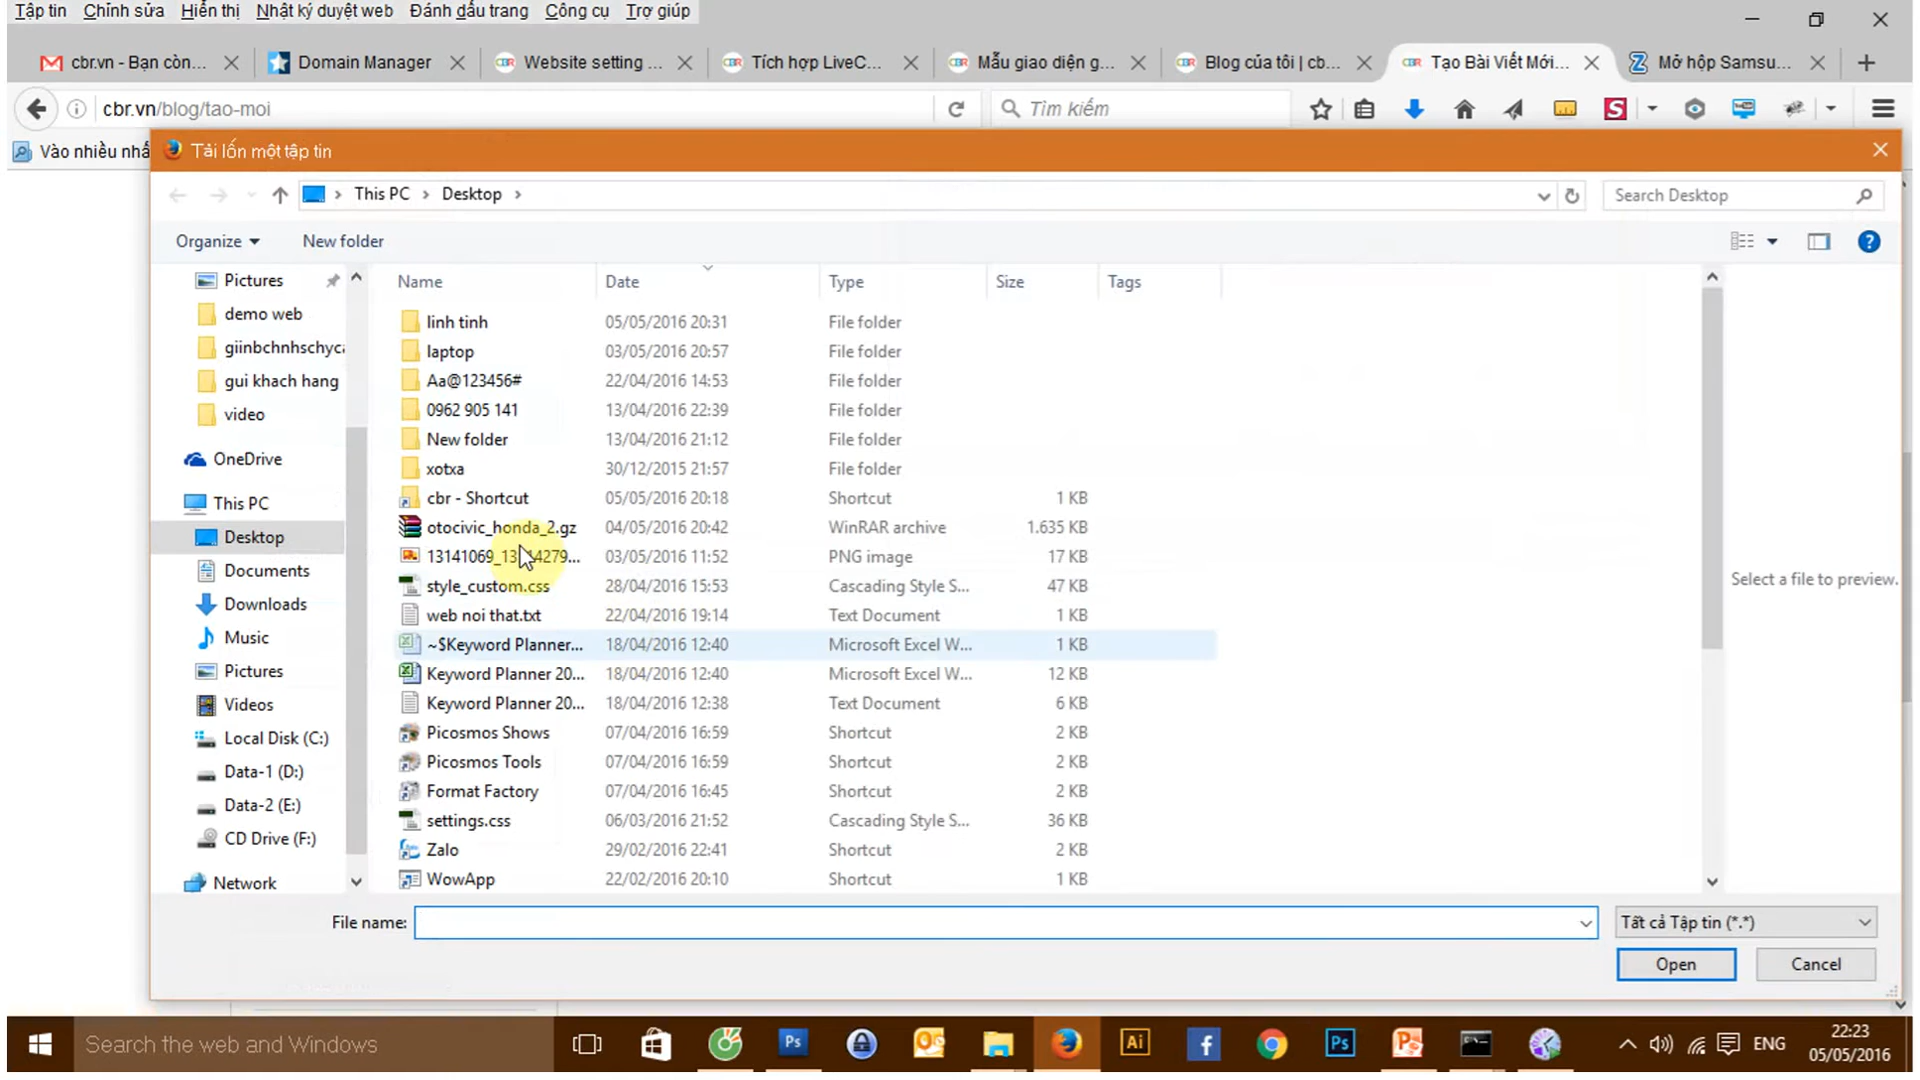 Tập tin Chỉnh sửa Hiển thị Nhật ký duyệt web Đánh dấu trang Công cụ Trợ giúp
cbr.vn - Bạn còn... Domain Manager Website setting ... Tích hợp LiveC... Mẫu giao diện g... Blog của tôi | cb... Tạo Bài Viết Mới... Mở hộp Samsu...
cbr.vn/blog/tao-moi Tìm kiếm
Vào nhiều nhấ
Tải lốn một tập tin
This PC Desktop Search Desktop
Organize New folder
Name Date Type Size Tags
Pictures
demo web
giinbchnhschyca
gui khach hang
video
OneDrive
This PC
Desktop
Documents
Downloads
Music
Pictures
Videos
Local Disk (C:)
Data-1 (D:)
Data-2 (E:)
CD Drive (F:)
Network
linh tinh 05/05/2016 20:31 File folder
laptop 03/05/2016 20:57 File folder
Aa@123456# 22/04/2016 14:53 File folder
0962 905 141 13/04/2016 22:39 File folder
New folder 13/04/2016 21:12 File folder
xotxa 30/12/2015 21:57 File folder
cbr - Shortcut 05/05/2016 20:18 Shortcut 1 KB
otocivic_honda_2.gz 04/05/2016 20:42 WinRAR archive 1.635 KB
03/05/2016 11:52 PNG image 17 KB
style_custom.css 28/04/2016 15:53 Cascading Style S... 47 KB
web noi that.txt 22/04/2016 19:14 Text Document 1 KB
~$Keyword Planner... 18/04/2016 12:40 Microsoft Excel W... 1 KB
Keyword Planner 20... 18/04/2016 12:40 Microsoft Excel W... 12 KB
Keyword Planner 20... 18/04/2016 12:38 Text Document 6 KB
Picosmos Shows 07/04/2016 16:59 Shortcut 2 KB
Picosmos Tools 07/04/2016 16:59 Shortcut 2 KB
Format Factory 07/04/2016 16:45 Shortcut 2 KB
settings.css 06/03/2016 21:52 Cascading Style S... 36 KB
Zalo 29/02/2016 22:41 Shortcut 2 KB
WowApp 22/02/2016 20:10 Shortcut 1 KB
Select a file to preview.
File name: Tất cả Tập tin (*.*)
Open Cancel
Search the web and Windows ENG 22:23
05/05/2016